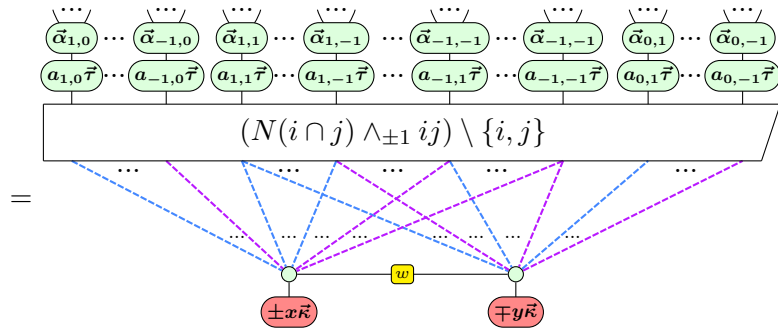 ... ... ... ... ... ... ... ...
α⃗₁,₀ ... α⃗₋₁,₀ α⃗₁,₁ ... α⃗₁,₋₁ ... α⃗₋₁,₋₁ ... α⃗₋₁,₋₁ α⃗₀,₁ ... α⃗₀,₋₁
a₁,₀τ⃗ ... a₋₁,₀τ⃗ a₁,₁τ⃗ ... a₁,₋₁τ⃗ ... a₋₁,₁τ⃗ ... a₋₁,₋₁τ⃗ a₀,₁τ⃗ ... a₀,₋₁τ⃗
(N(i ∩ j) ∧±₁ ij) \ {i, j}
... ... ... ...
=
... ... ... ... ... ... ... ...
w
±xκ⃗ ∓yκ⃗